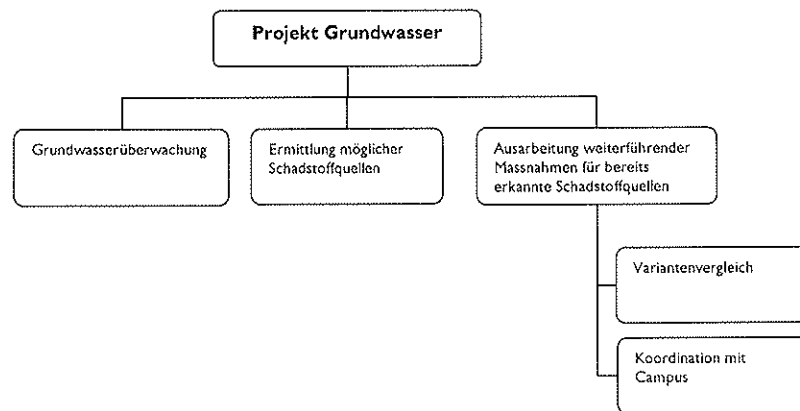 Projekt Grundwasser
Grundwasserüberwachung
Ermittlung möglicher
Schadstoffquellen
Ausarbeitung weiterführender
Massnahmen für bereits
erkannte Schadstoffquellen
Variantenvergleich
Koordination mit
Campus